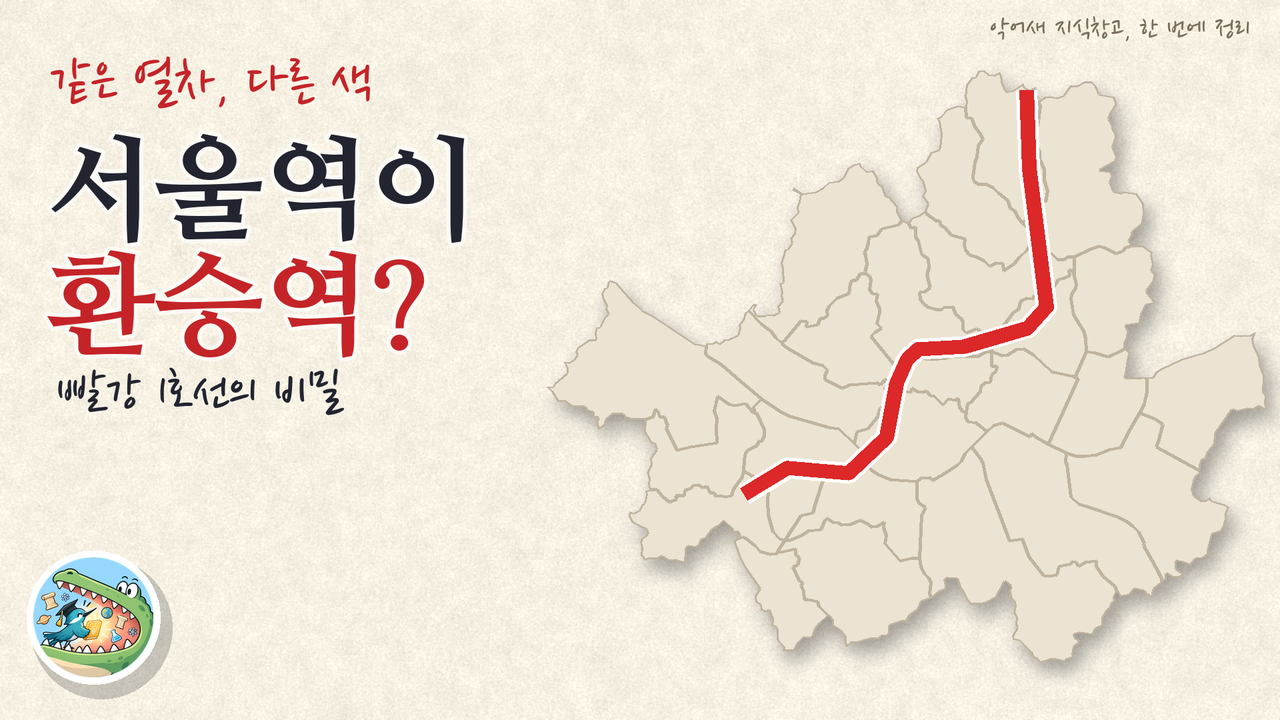 악어새 지식창고, 한 번에 정리
같은 열차, 다른 색
서울역이
환승역?
빨강 1호선의 비밀